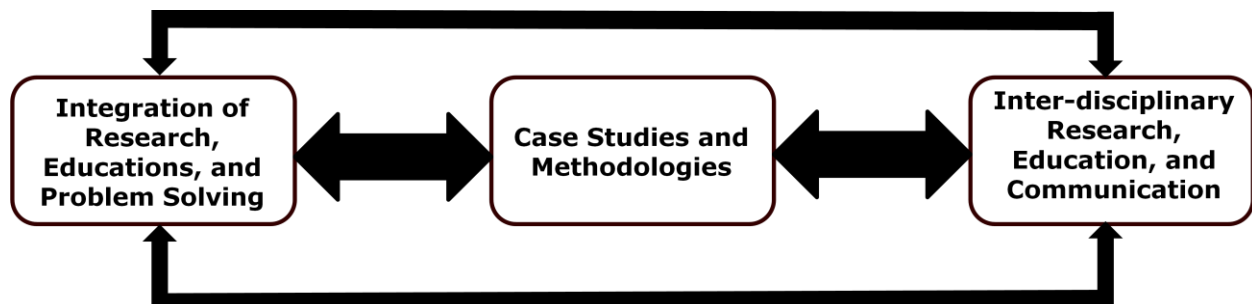 Integration of
Research,
Educations, and
Problem Solving
Case Studies and
Methodologies
Inter-disciplinary
Research,
Education, and
Communication